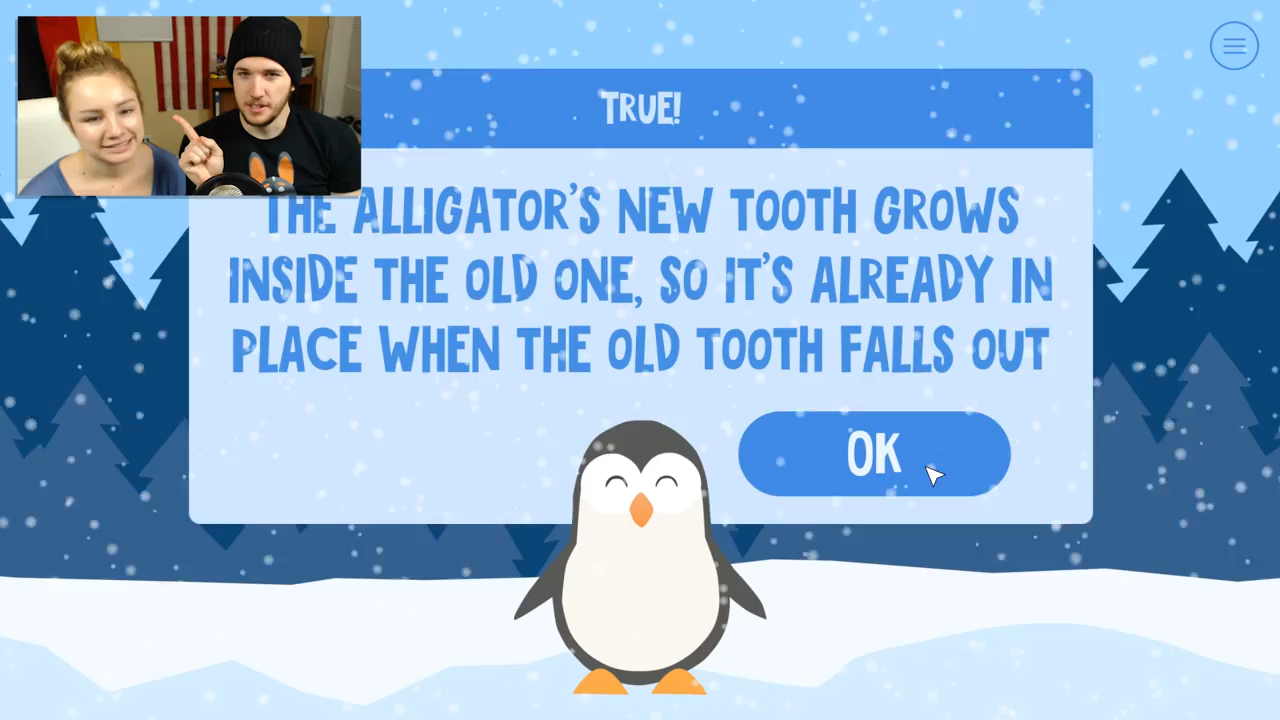 TRUE!
THE ALLIGATOR'S NEW TOOTH GROWS
INSIDE THE OLD ONE, SO IT'S ALREADY IN
PLACE WHEN THE OLD TOOTH FALLS OUT
OK